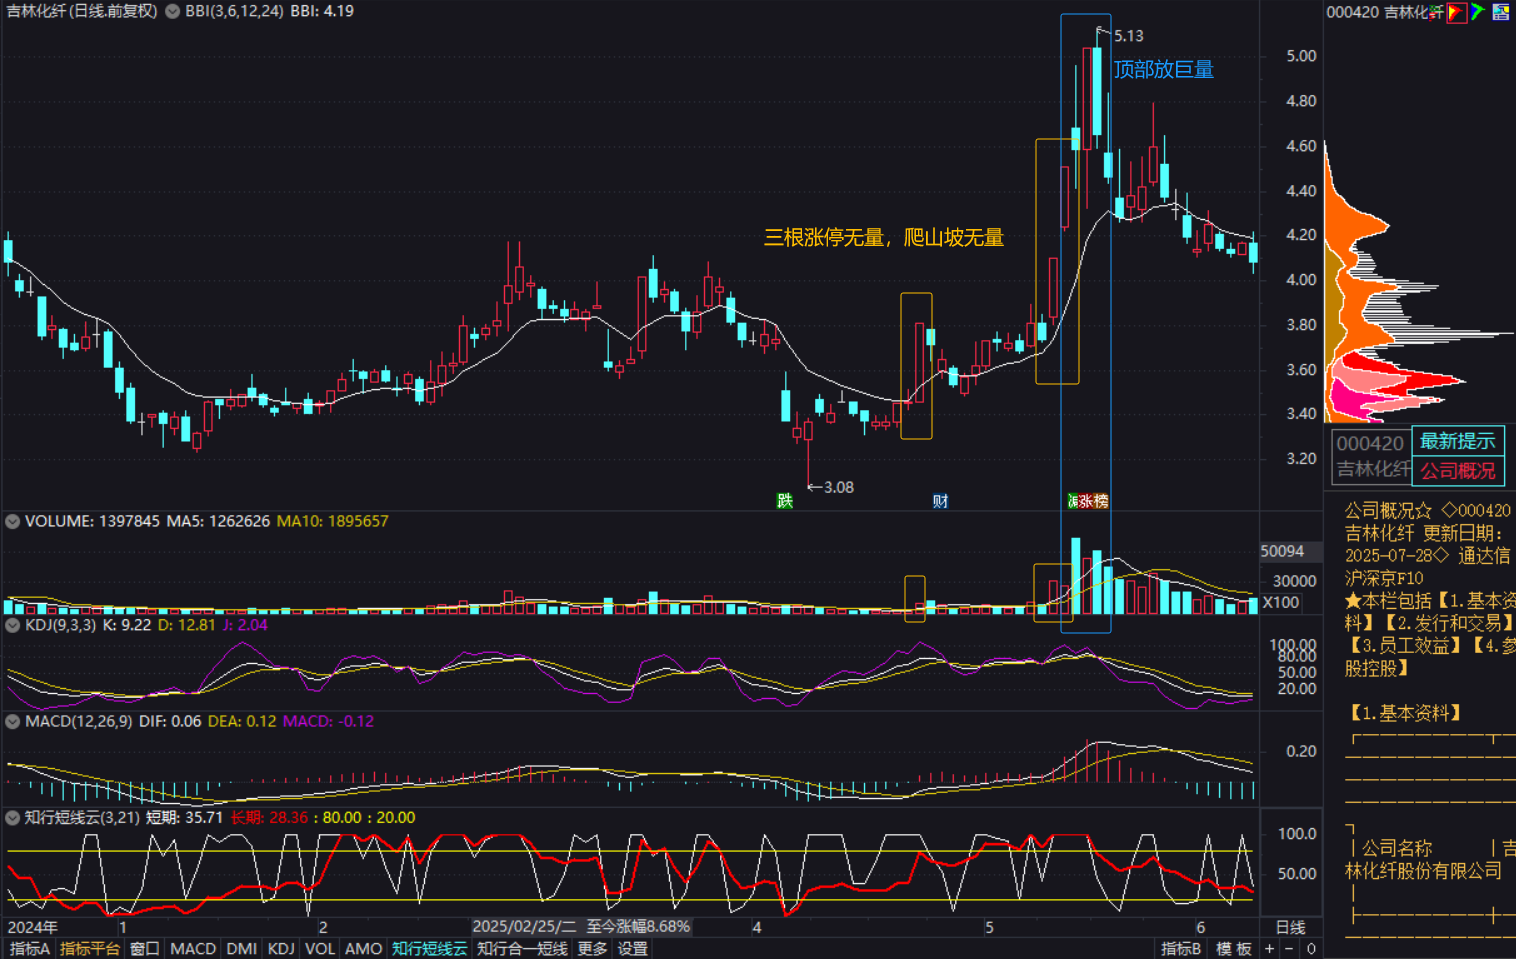 吉林化纤(日线.前复权) BBI(3,6,12,24) BBI: 4.19
000420 吉林化纤
5.13
顶部放巨量
三根涨停无量，爬山坡无量
3.08
跌
财
涨榜
5.00
4.80
4.60
4.40
4.20
4.00
3.80
3.60
3.40
3.20
VOLUME: 1397845 MA5: 1262626 MA10: 1895657
50094
30000
X100
KDJ(9,3,3) K: 9.22 D: 12.81 J: 2.04
100.00
80.00
50.00
20.00
MACD(12,26,9) DIF: 0.06 DEA: 0.12 MACD: -0.12
0.20
知行短线云(3,21) 短期: 35.71 长期: 28.36 : 80.00 : 20.00
100.0
50.00
2024年 1 2 2025/02/25/二 至今涨幅8.68% 4 5 6 日线
指标A 指标平台 窗口 MACD DMI KDJ VOL AMO 知行短线云 知行合一短线 更多 设置 指标B 模板 + - 0
000420 最新提示
吉林化纤 公司概况
公司概况☆ ◇000420
吉林化纤 更新日期:
2025-07-28◇ 通达信
沪深京F10
★本栏包括【1.基本资
料】【2.发行和交易】
【3.员工效益】【4.参
股控股】
【1.基本资料】
公司名称 |吉
林化纤股份有限公司